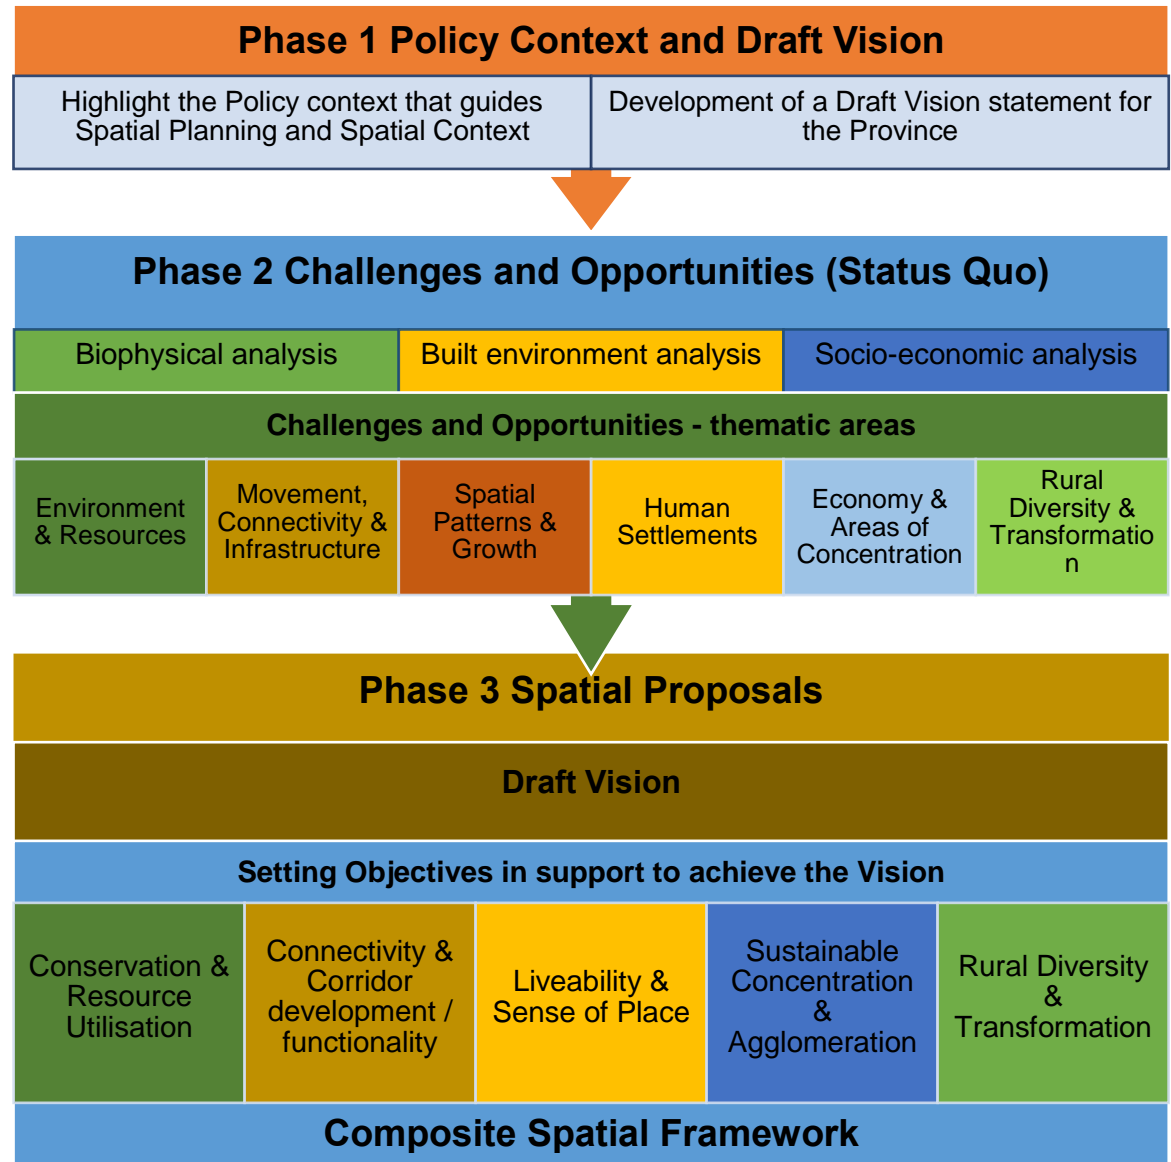 Phase 1 Policy Context and Draft Vision
Highlight the Policy context that guides
Spatial Planning and Spatial Context
Development of a Draft Vision statement for
the Province
Phase 2 Challenges and Opportunities (Status Quo)
Biophysical analysis
Built environment analysis
Socio-economic analysis
Challenges and Opportunities - thematic areas
Environment
& Resources
Movement,
Connectivity &
Infrastructure
Spatial
Patterns &
Growth
Human
Settlements
Economy &
Areas of
Concentration
Rural
Diversity &
Transformatio
n
Phase 3 Spatial Proposals
Draft Vision
Setting Objectives in support to achieve the Vision
Conservation &
Resource
Utilisation
Connectivity &
Corridor
development /
functionality
Liveability &
Sense of Place
Sustainable
Concentration
&
Agglomeration
Rural Diversity
&
Transformation
Composite Spatial Framework